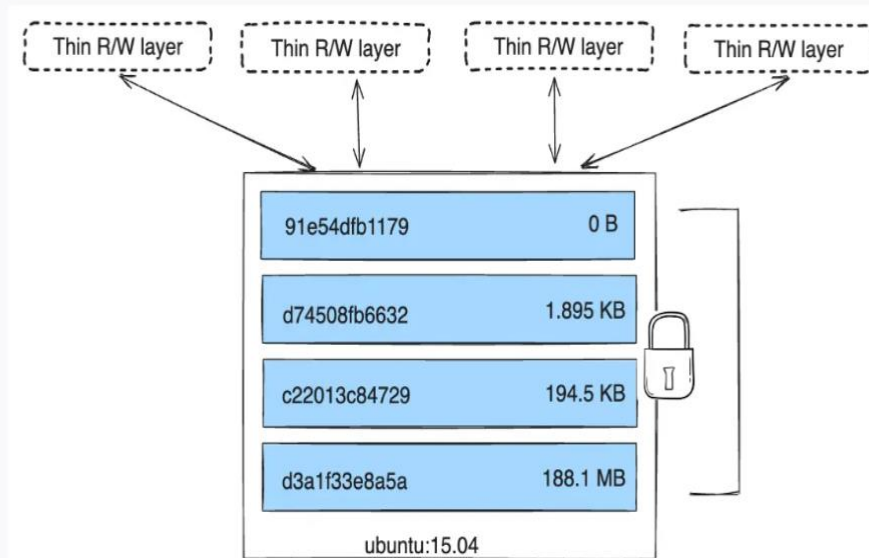 Thin R/W layer
Thin R/W layer
Thin R/W layer
Thin R/W layer
91e54dfb1179 0 B
d74508fb6632 1.895 KB
c22013c84729 194.5 KB
d3a1f33e8a5a 188.1 MB
ubuntu:15.04